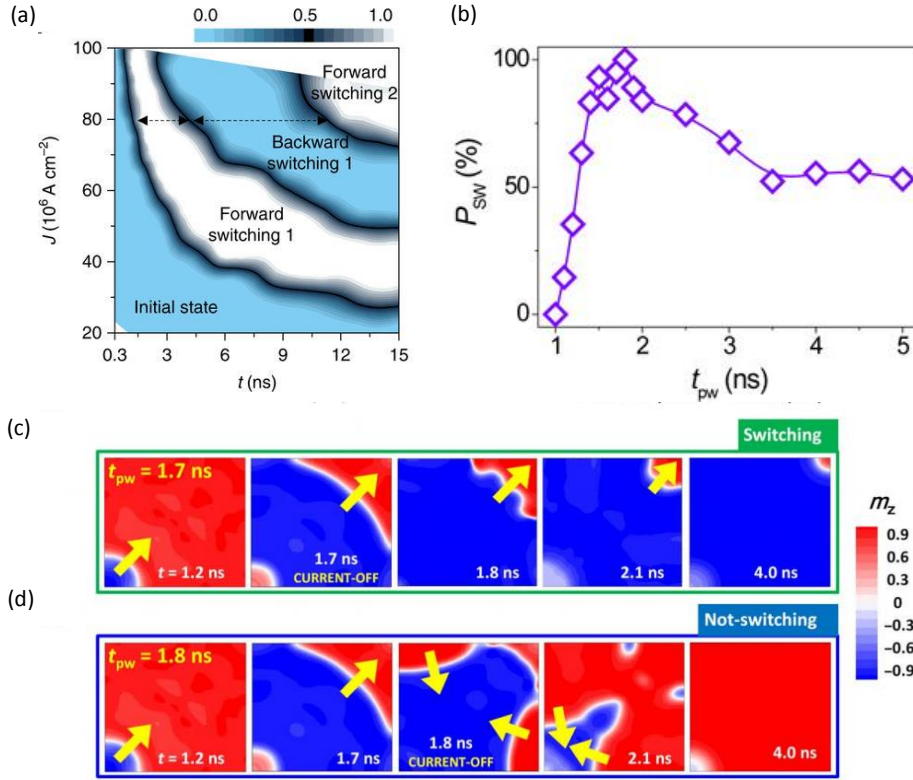 (a)
0.0 0.5 1.0
100
80
60
40
20
J (10⁶ A cm⁻²)
Forward
switching 2
Backward
switching 1
Forward
switching 1
Initial state
0.3 3 6 9 12 15
t (ns)
(b)
100
50
0
P_SW (%)
1 2 3 4 5
t_pw (ns)
(c)
Switching
t_pw = 1.7 ns
t = 1.2 ns
1.7 ns
CURRENT-OFF
1.8 ns
2.1 ns
4.0 ns
(d)
Not-switching
t_pw = 1.8 ns
t = 1.2 ns
1.7 ns
1.8 ns
CURRENT-OFF
2.1 ns
4.0 ns
m_z
0.9
0.6
0.3
0
−0.3
−0.6
−0.9